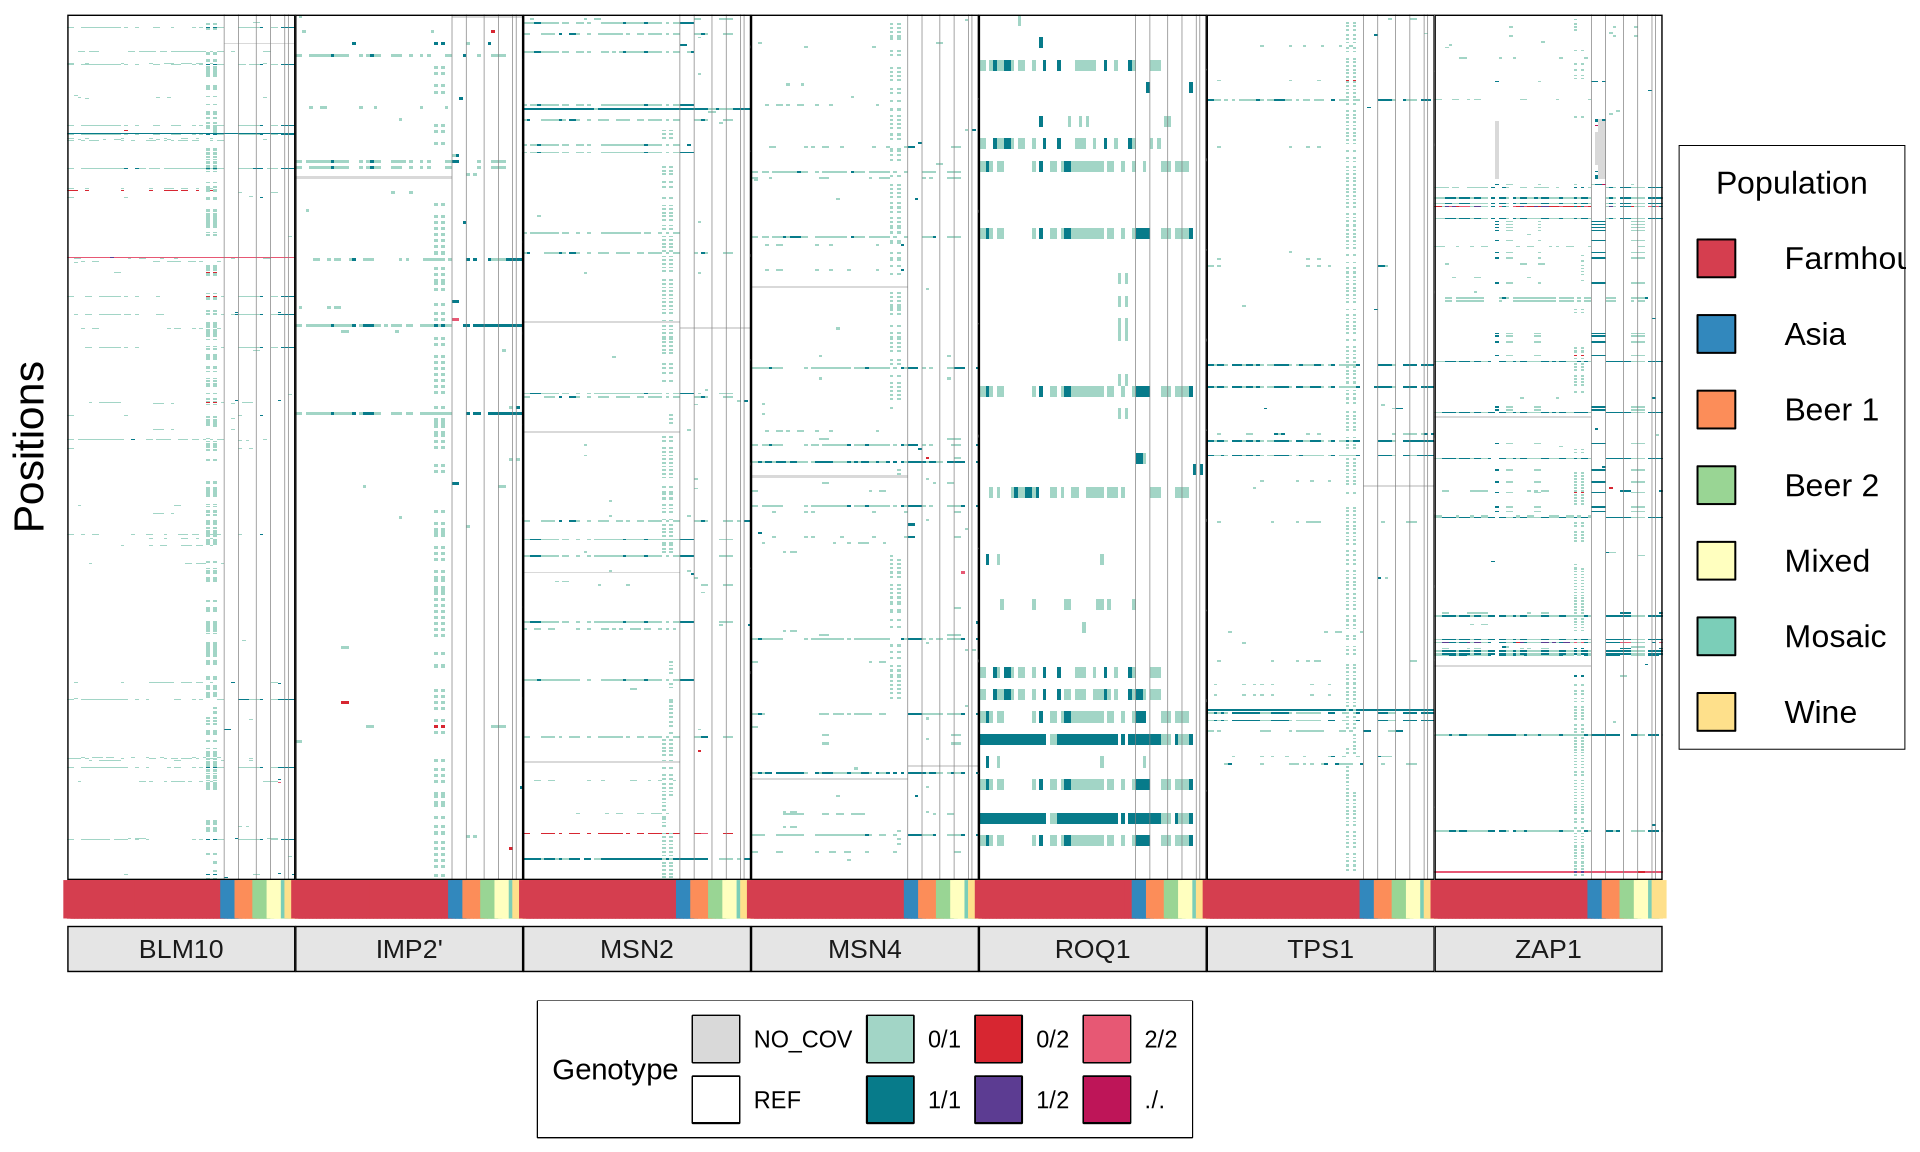 Positions
Population
Farmhou
Asia
Beer 1
Beer 2
Mixed
Mosaic
Wine
BLM10 IMP2' MSN2 MSN4 ROQ1 TPS1 ZAP1
Genotype
NO_COV 0/1 0/2 2/2
REF 1/1 1/2 ./.